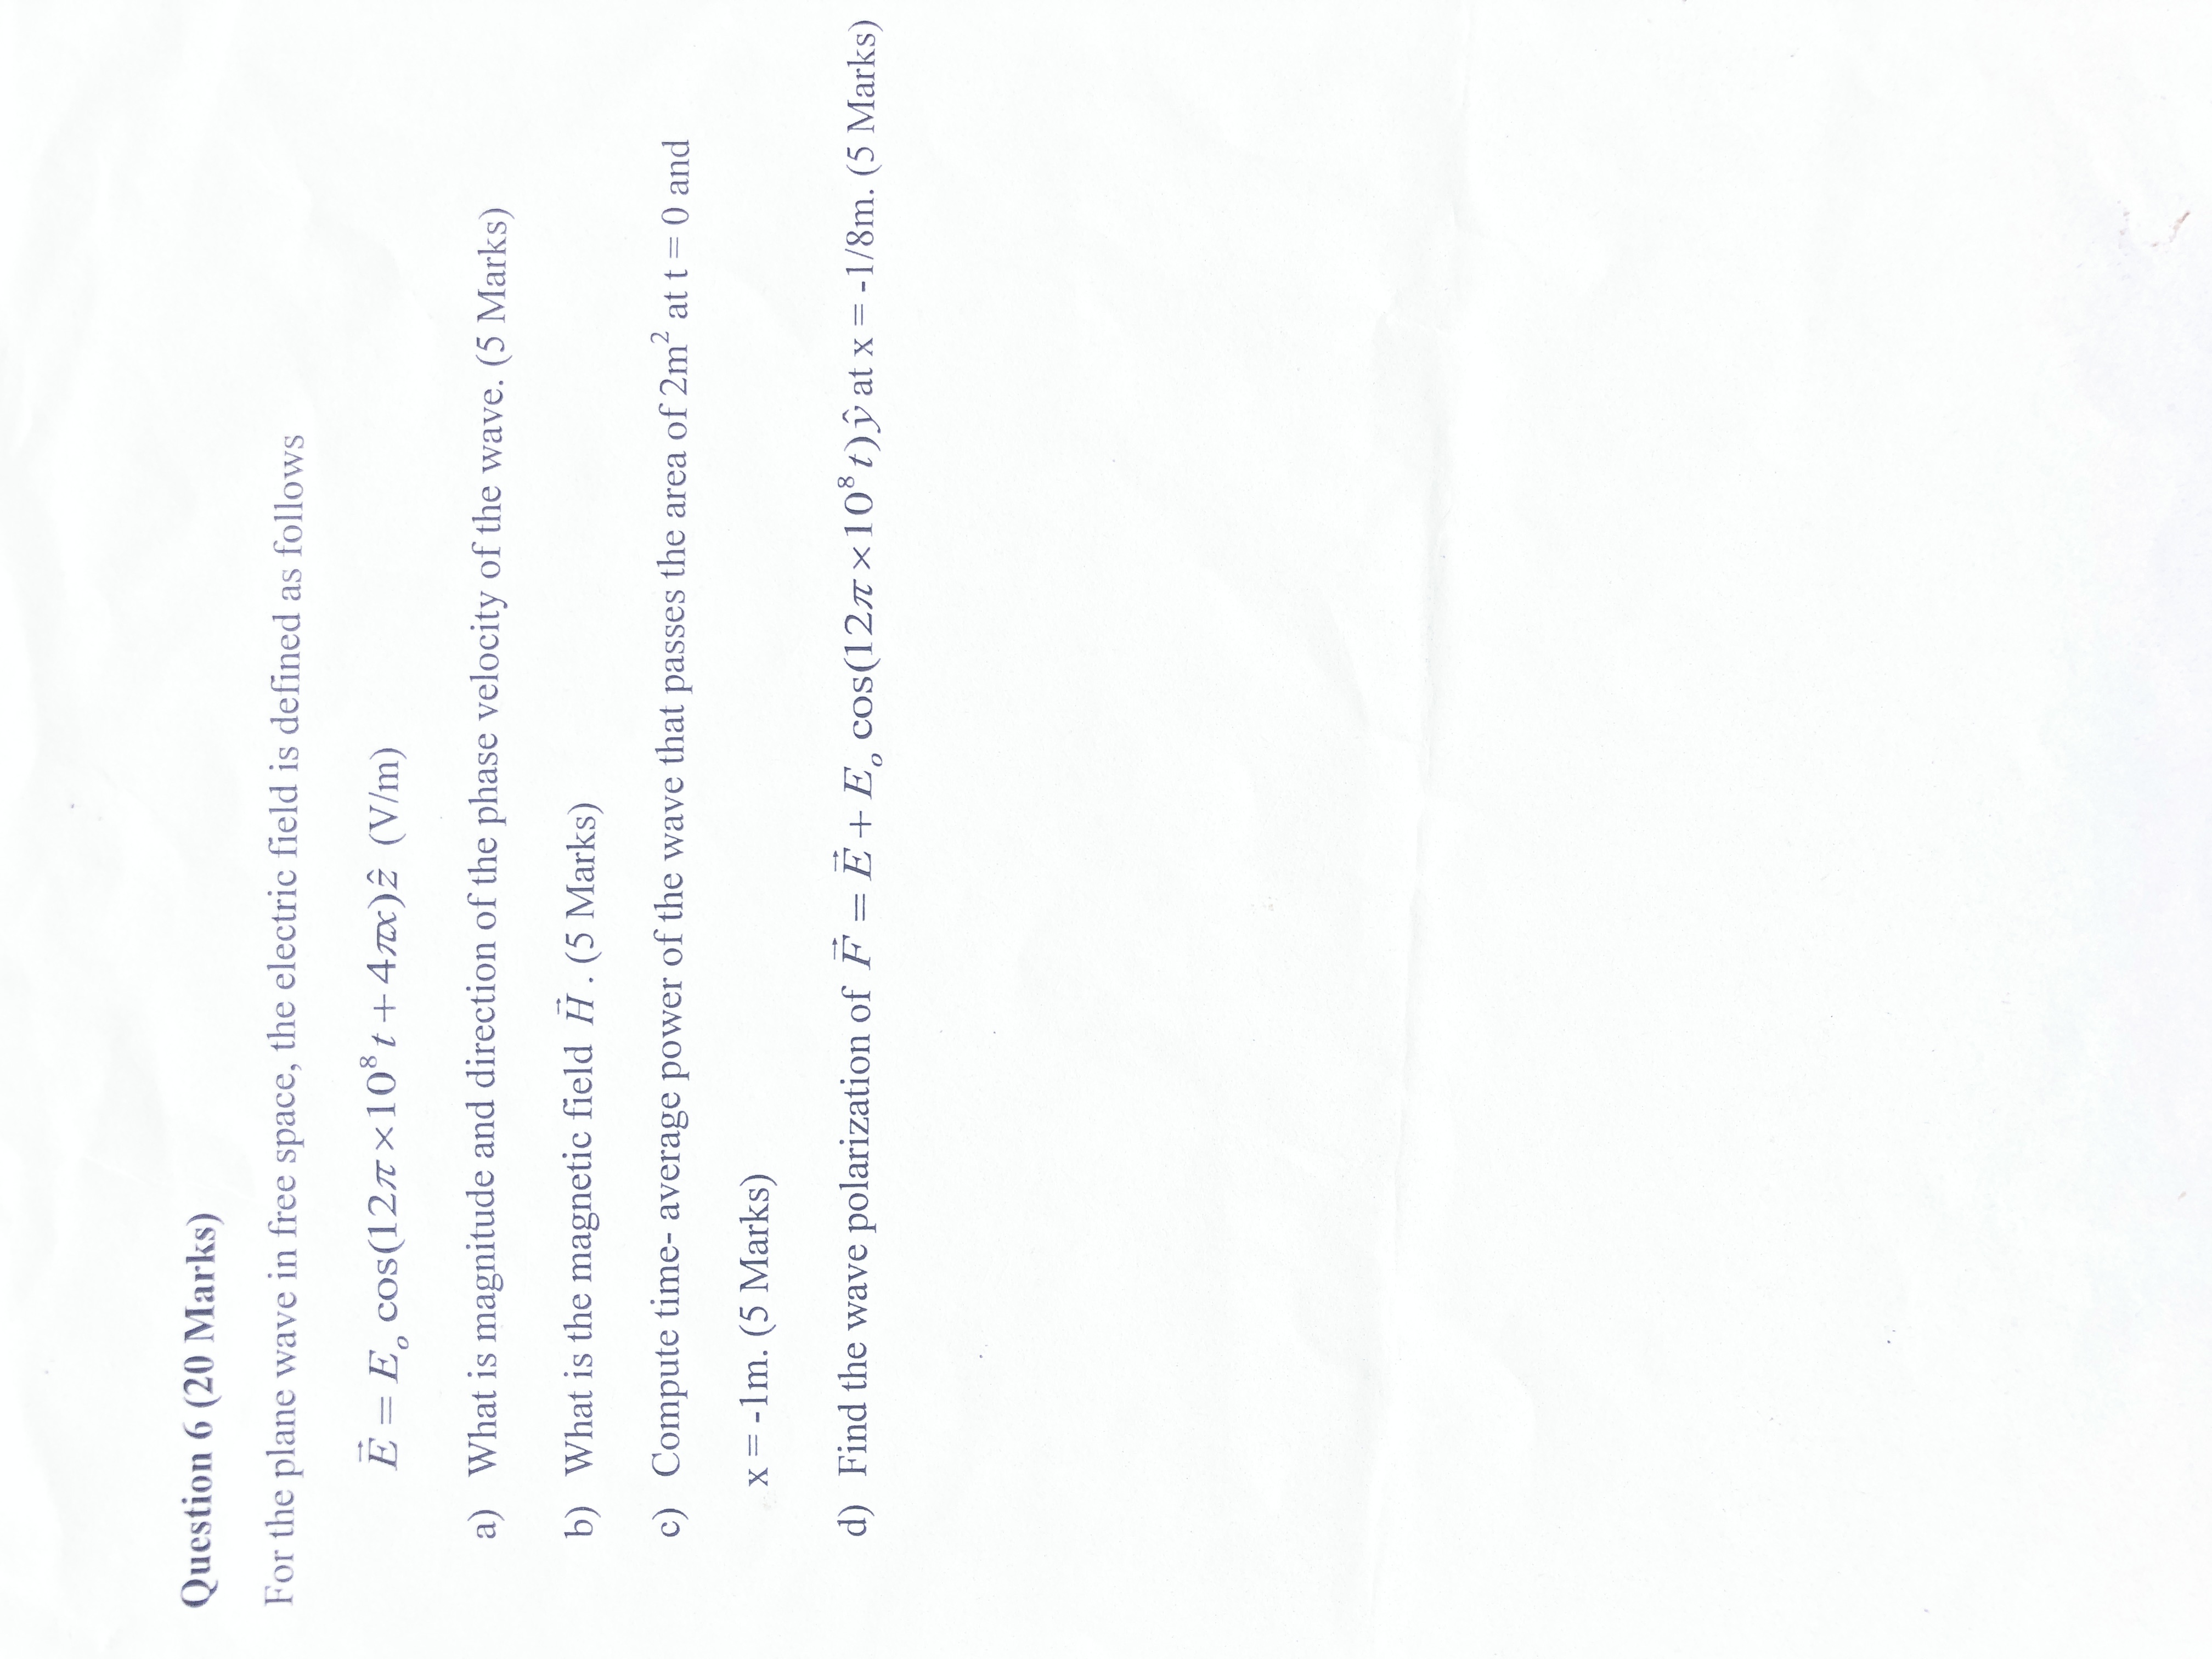 Question 6 (20 Marks)
For the plane wave in free space, the electric field is defined as follows
$\vec{E} = E_o \cos(12\pi \times 10^8 t + 4\pi x)\hat{z}$ (V/m)
a) What is magnitude and direction of the phase velocity of the wave. (5 Marks)
b) What is the magnetic field $\vec{H}$ . (5 Marks)
c) Compute time- average power of the wave that passes the area of 2m² at t = 0 and
x = -1m. (5 Marks)
d) Find the wave polarization of $\vec{F} = \vec{E} + E_o \cos(12\pi \times 10^8 t)\hat{y}$ at x = -1/8m. (5 Marks)